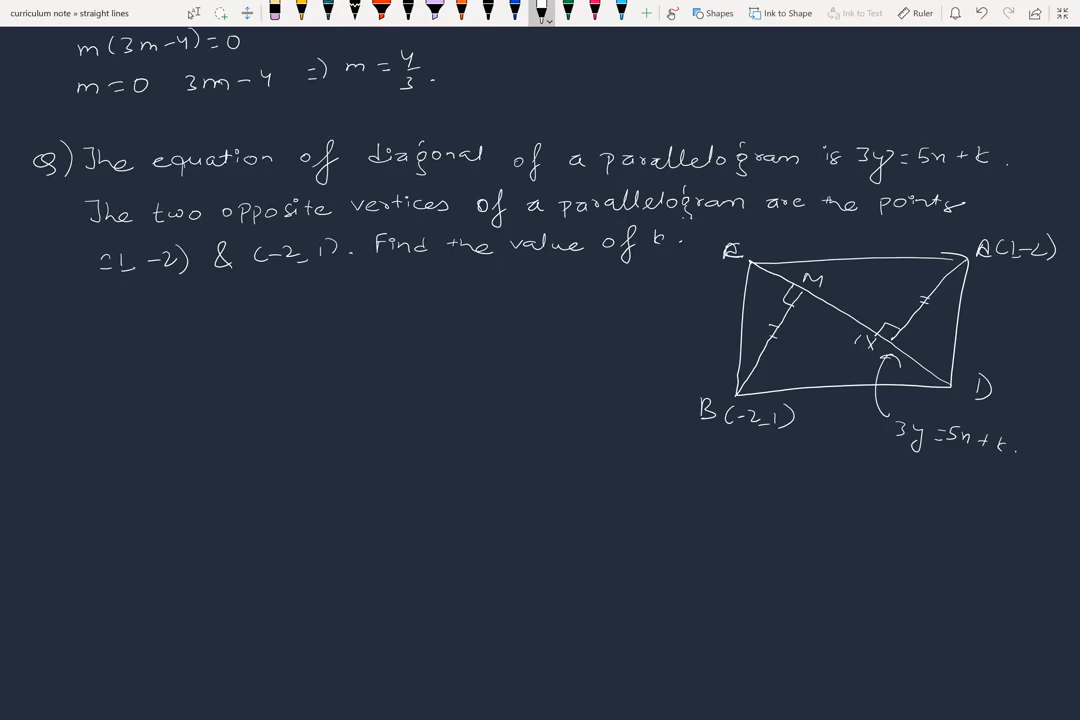 curriculum note » straight lines
Shapes
Ink to Shape
Ink to Text
Ruler
m(3m-4)=0
m=0 3m-4 => m = 4/3.
Q) The equation of diagonal of a parallelogram is 3y=5x+k.
The two opposite vertices of a parallelogram are the points
(1,-2) & (-2,1). Find the value of k.
A(1,-2)
M
B(-2,1)
D
3y=5x+k.